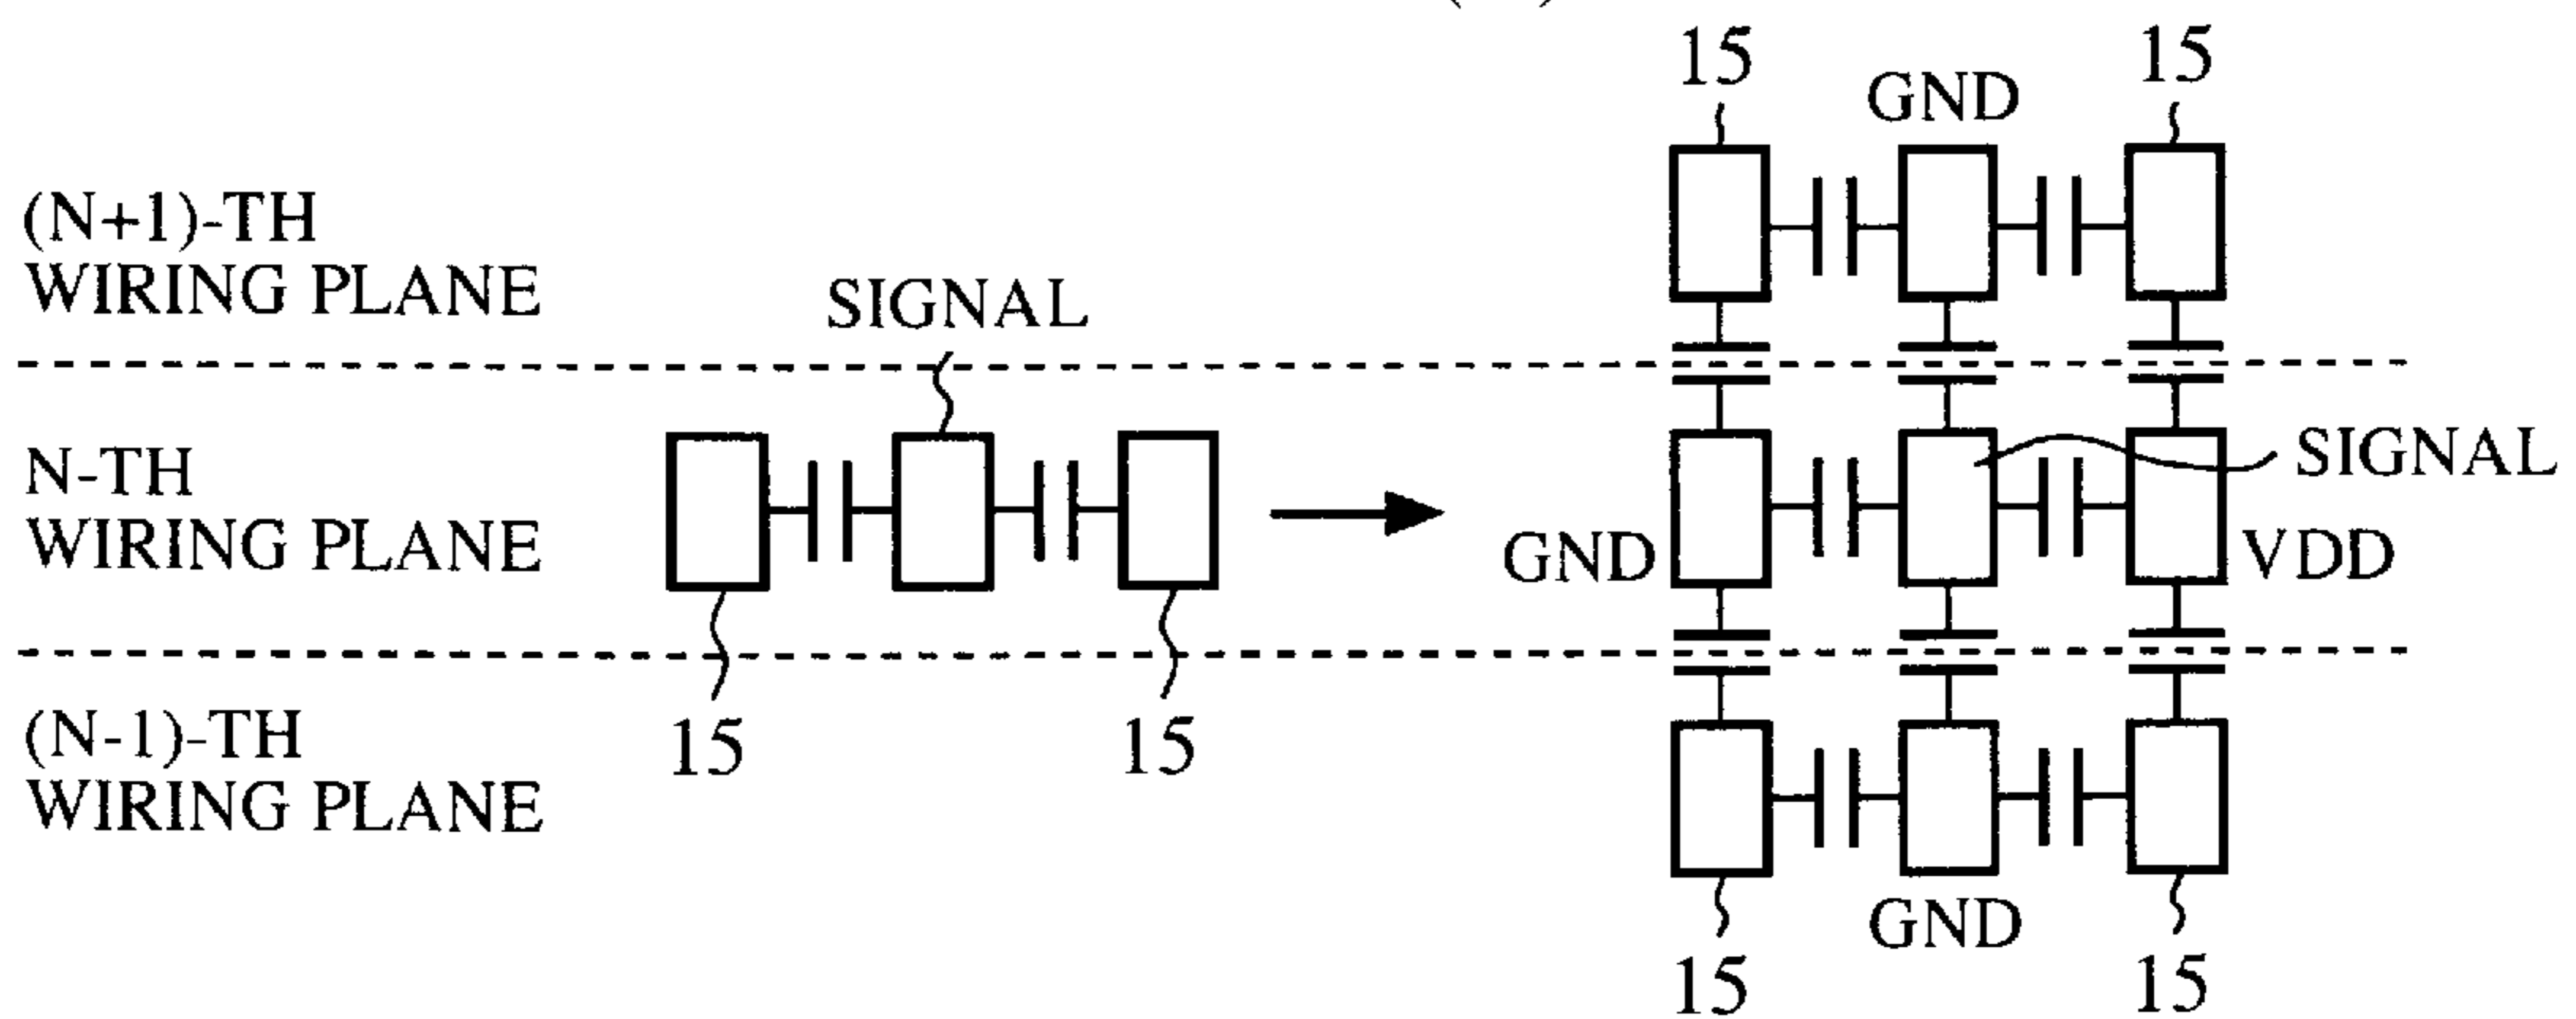 15
15
GND
(N+1)-TH
WIRING PLANE
SIGNAL
N-TH
WIRING PLANE
SIGNAL
GND
VDD
(N-1)-TH
WIRING PLANE
15
15
GND
15
15